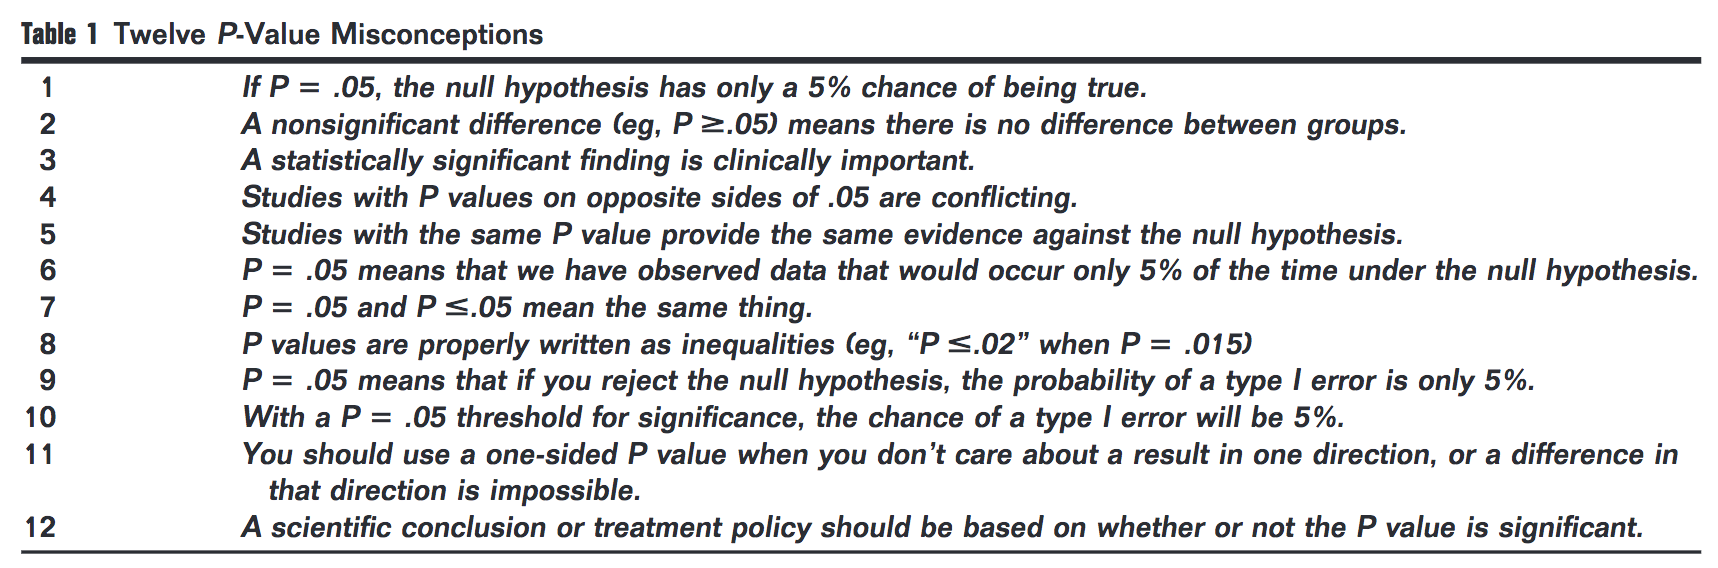 Table 1 Twelve P-Value Misconceptions
1 If P = .05, the null hypothesis has only a 5% chance of being true.
2 A nonsignificant difference (eg, P ≥.05) means there is no difference between groups.
3 A statistically significant finding is clinically important.
4 Studies with P values on opposite sides of .05 are conflicting.
5 Studies with the same P value provide the same evidence against the null hypothesis.
6 P = .05 means that we have observed data that would occur only 5% of the time under the null hypothesis.
7 P = .05 and P ≤.05 mean the same thing.
8 P values are properly written as inequalities (eg, “P ≤.02” when P = .015)
9 P = .05 means that if you reject the null hypothesis, the probability of a type I error is only 5%.
10 With a P = .05 threshold for significance, the chance of a type I error will be 5%.
11 You should use a one-sided P value when you don’t care about a result in one direction, or a difference in
that direction is impossible.
12 A scientific conclusion or treatment policy should be based on whether or not the P value is significant.